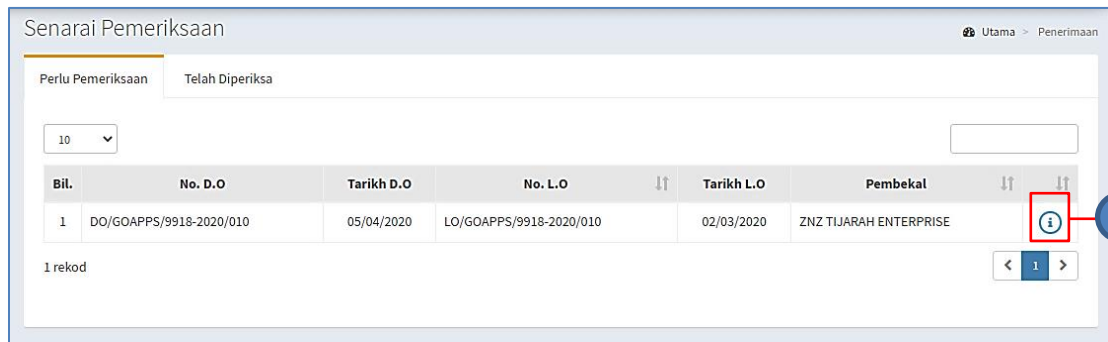 Senarai Pemeriksaan
Utama > Penerimaan
Perlu Pemeriksaan Telah Diperiksa
10
Bil. No. D.O Tarikh D.O No. L.O Tarikh L.O Pembekal
1 DO/GOAPPS/9918-2020/010 05/04/2020 LO/GOAPPS/9918-2020/010 02/03/2020 ZNZ TIJARAH ENTERPRISE i
1 rekod
< 1 >